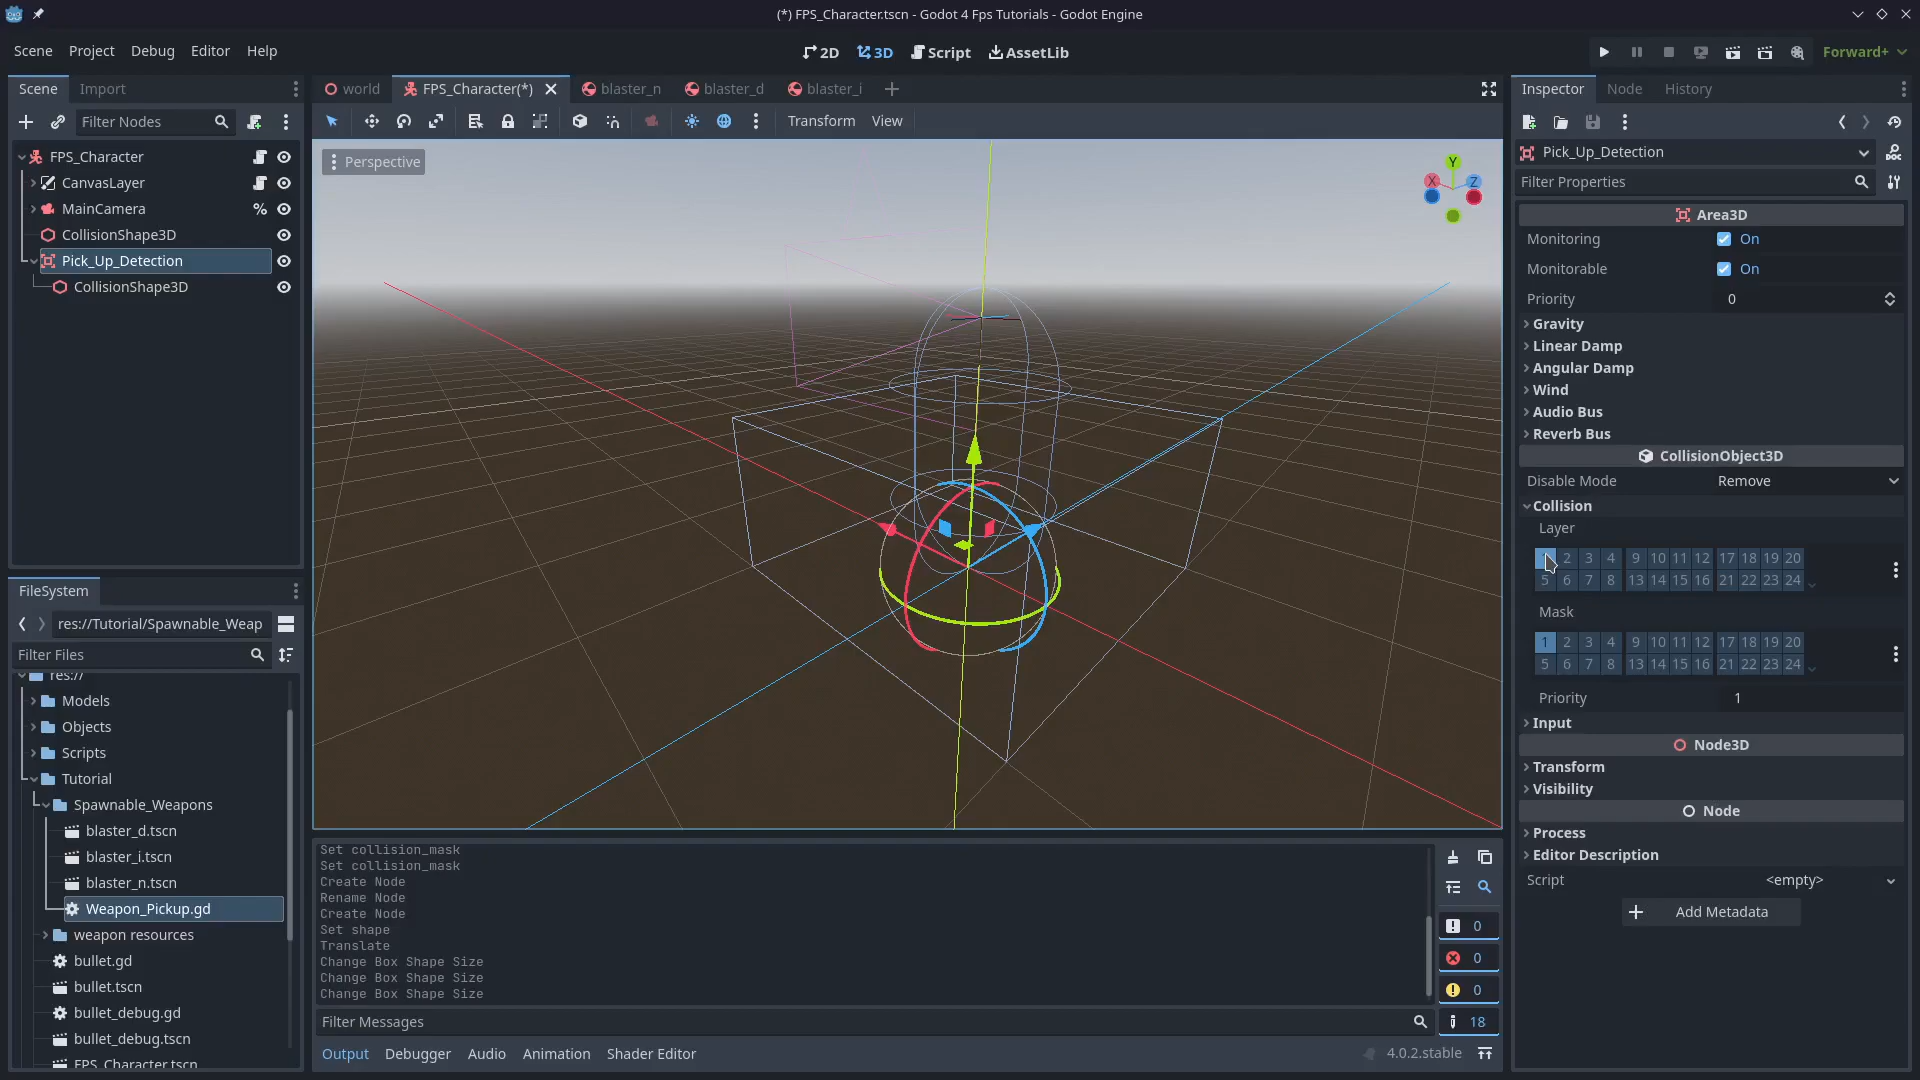 (*) FPS_Character.tscn - Godot 4 Fps Tutorials - Godot Engine
Scene Project Debug Editor Help
2D 3D Script AssetLib
Forward+
Scene Import
Filter Nodes
FPS_Character
CanvasLayer
MainCamera %
CollisionShape3D
Pick_Up_Detection
CollisionShape3D
FileSystem
res://Tutorial/Spawnable_Weap
Filter Files
res://
Models
Objects
Scripts
Tutorial
Spawnable_Weapons
blaster_d.tscn
blaster_i.tscn
blaster_n.tscn
Weapon_Pickup.gd
weapon resources
bullet.gd
bullet.tscn
bullet_debug.gd
bullet_debug.tscn
FPS_Character.tscn
world FPS_Character(*) blaster_n blaster_d blaster_i
Transform View
Perspective
Y
X Z
Set collision_mask
Set collision_mask
Create Node
Rename Node
Create Node
Set shape
Translate
Change Box Shape Size
Change Box Shape Size
Change Box Shape Size
0
0
0
Filter Messages 18
Output Debugger Audio Animation Shader Editor 4.0.2.stable
Inspector Node History
Pick_Up_Detection
DOC
Filter Properties
Area3D
Monitoring On
Monitorable On
Priority 0
Gravity
Linear Damp
Angular Damp
Wind
Audio Bus
Reverb Bus
CollisionObject3D
Disable Mode Remove
Collision
Layer
1 2 3 4 9 10 11 12 17 18 19 20
5 6 7 8 13 14 15 16 21 22 23 24
Mask
1 2 3 4 9 10 11 12 17 18 19 20
5 6 7 8 13 14 15 16 21 22 23 24
Priority 1
Input
Node3D
Transform
Visibility
Node
Process
Editor Description
Script <empty>
Add Metadata